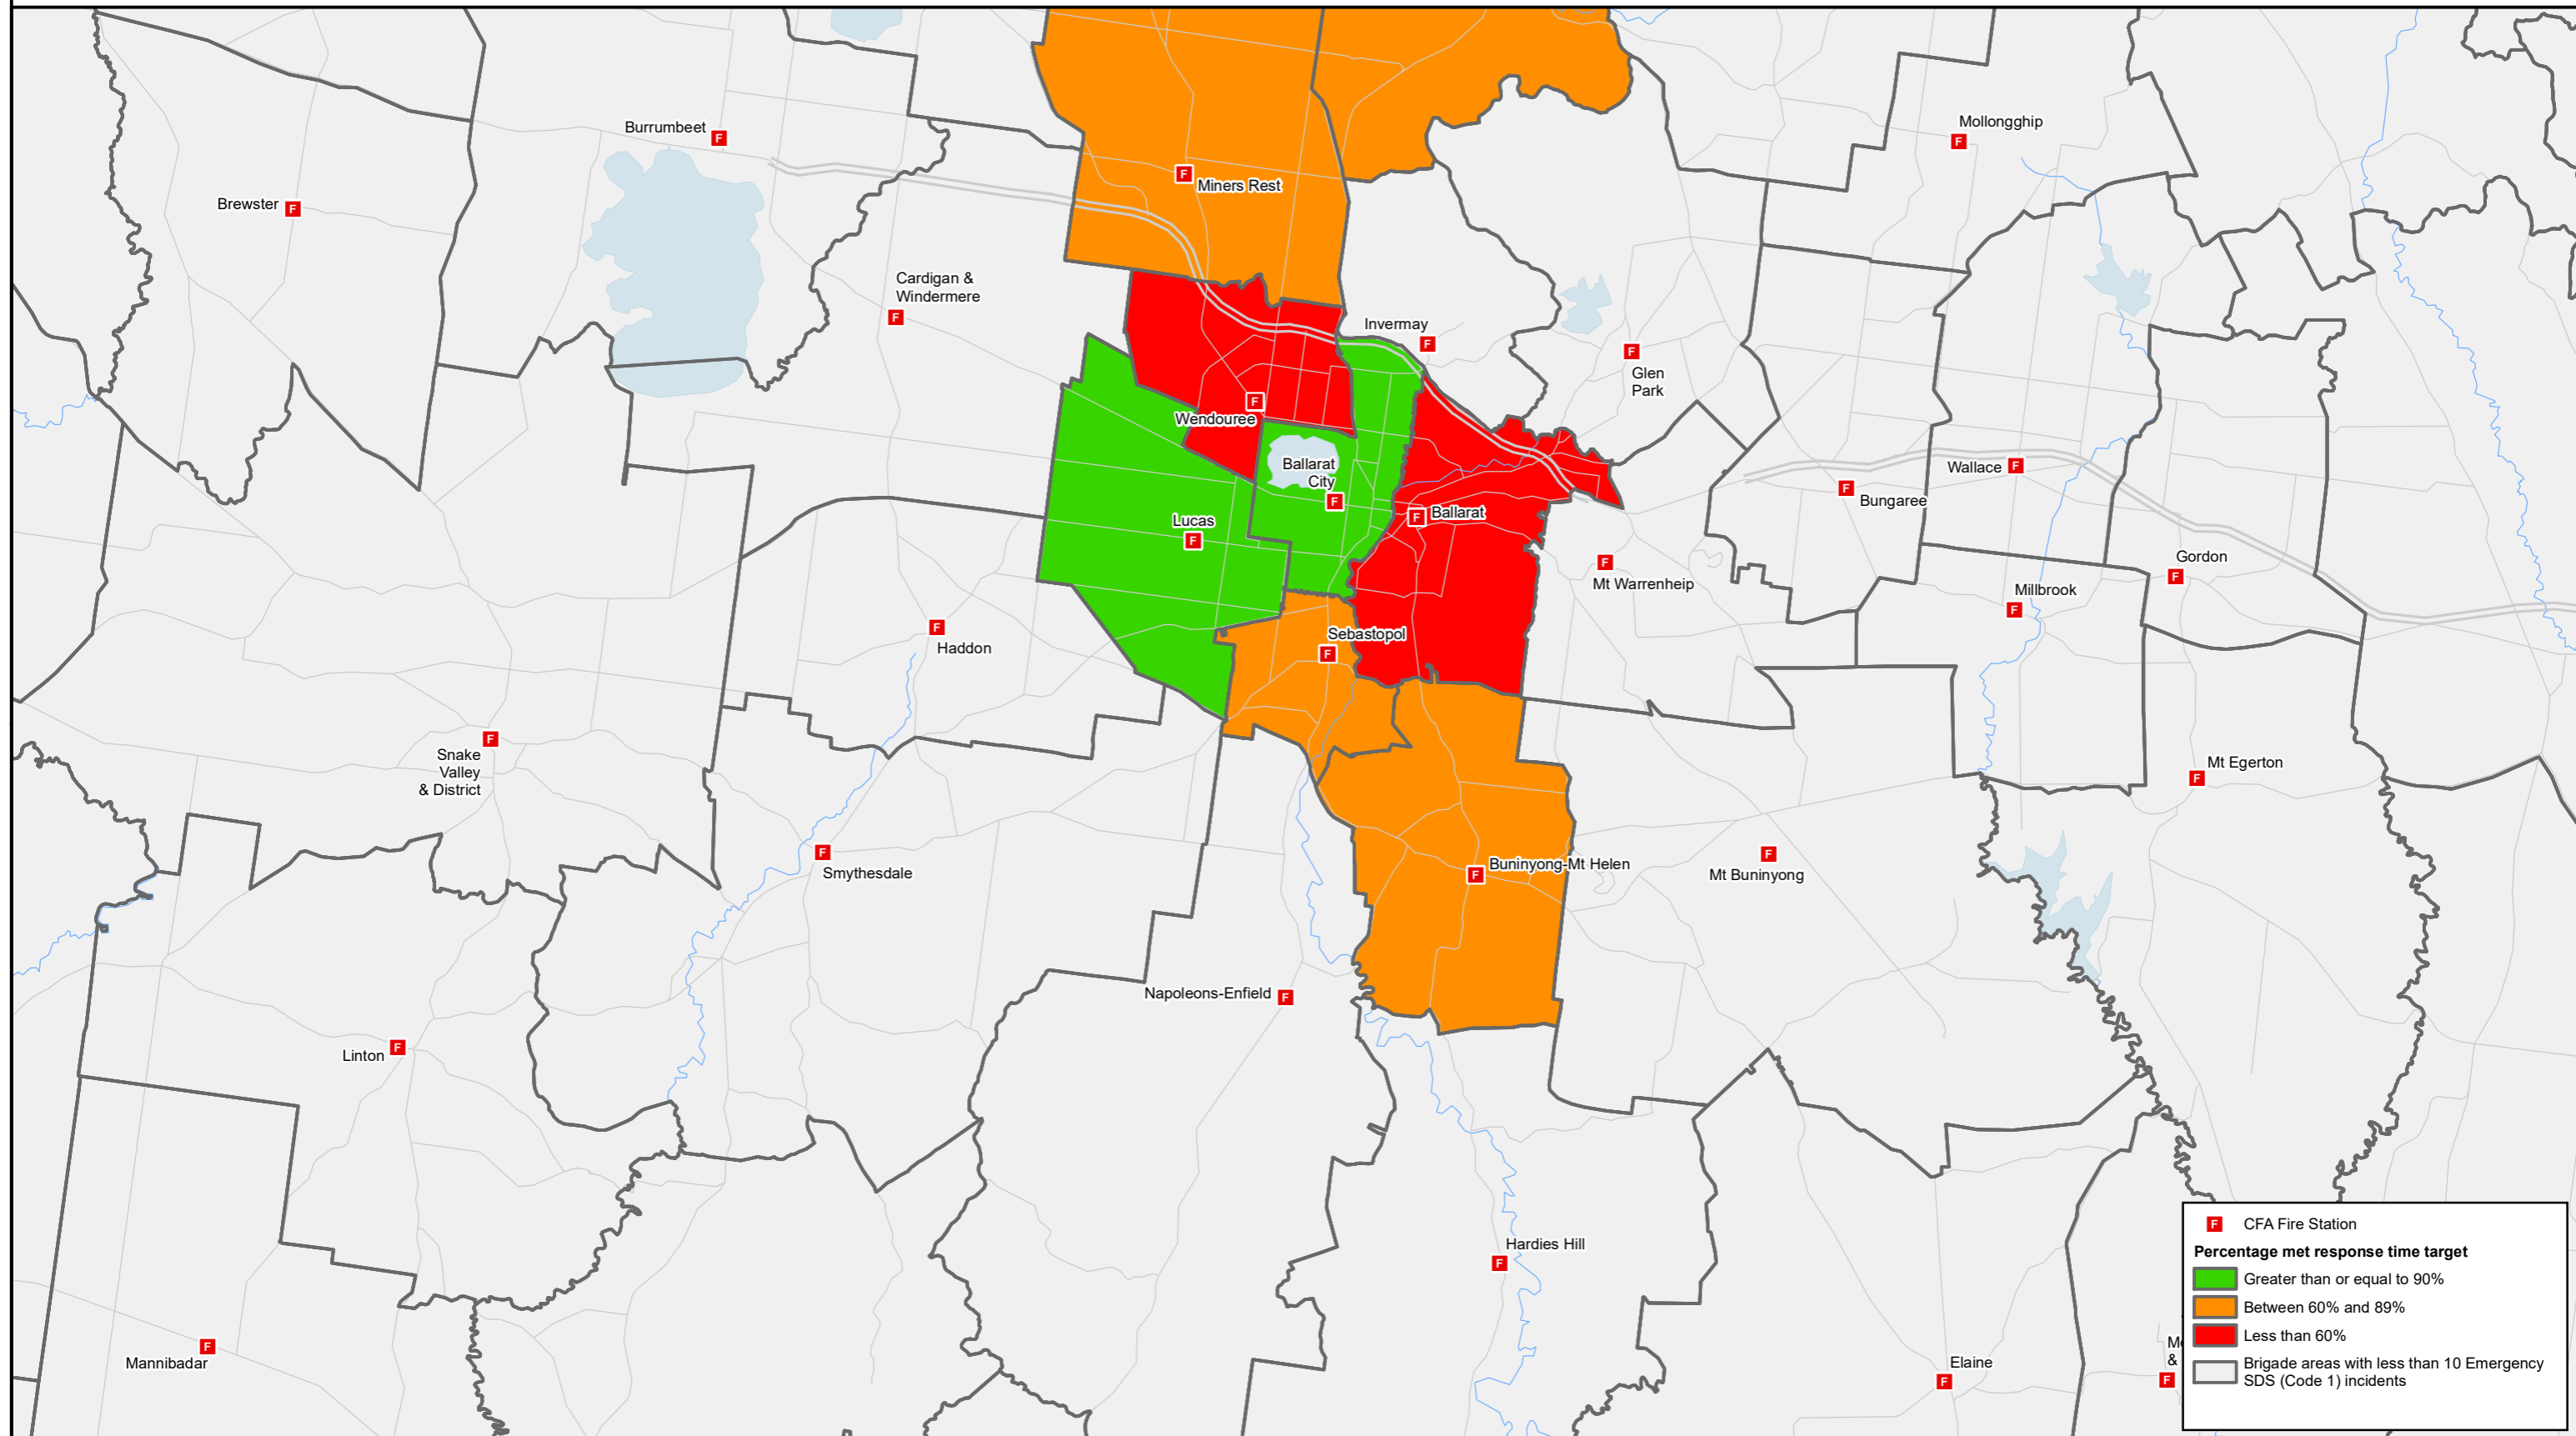 Burrumbeet
F
Mollongghip
F
F
Miners Rest
Brewster
F
Cardigan &
Windermere
F
Invermay
F
F
Glen
Park
F
Wendouree
Ballarat
City
F
Wallace
F
F
Bungaree
F
Ballarat
Lucas
F
F
Mt Warrenheip
Gordon
F
Millbrook
F
F
Haddon
Sebastopol
F
F
Snake
Valley
& District
Mt Egerton
F
F
Smythesdale
F
Buninyong-Mt Helen
F
Mt Buninyong
Napoleons-Enfield
F
Linton
F
Hardies Hill
F
F
Mannibadar
Elaine
F
&
F
F
CFA Fire Station
Percentage met response time target
Greater than or equal to 90%
Between 60% and 89%
Less than 60%
Brigade areas with less than 10 Emergency
SDS (Code 1) incidents